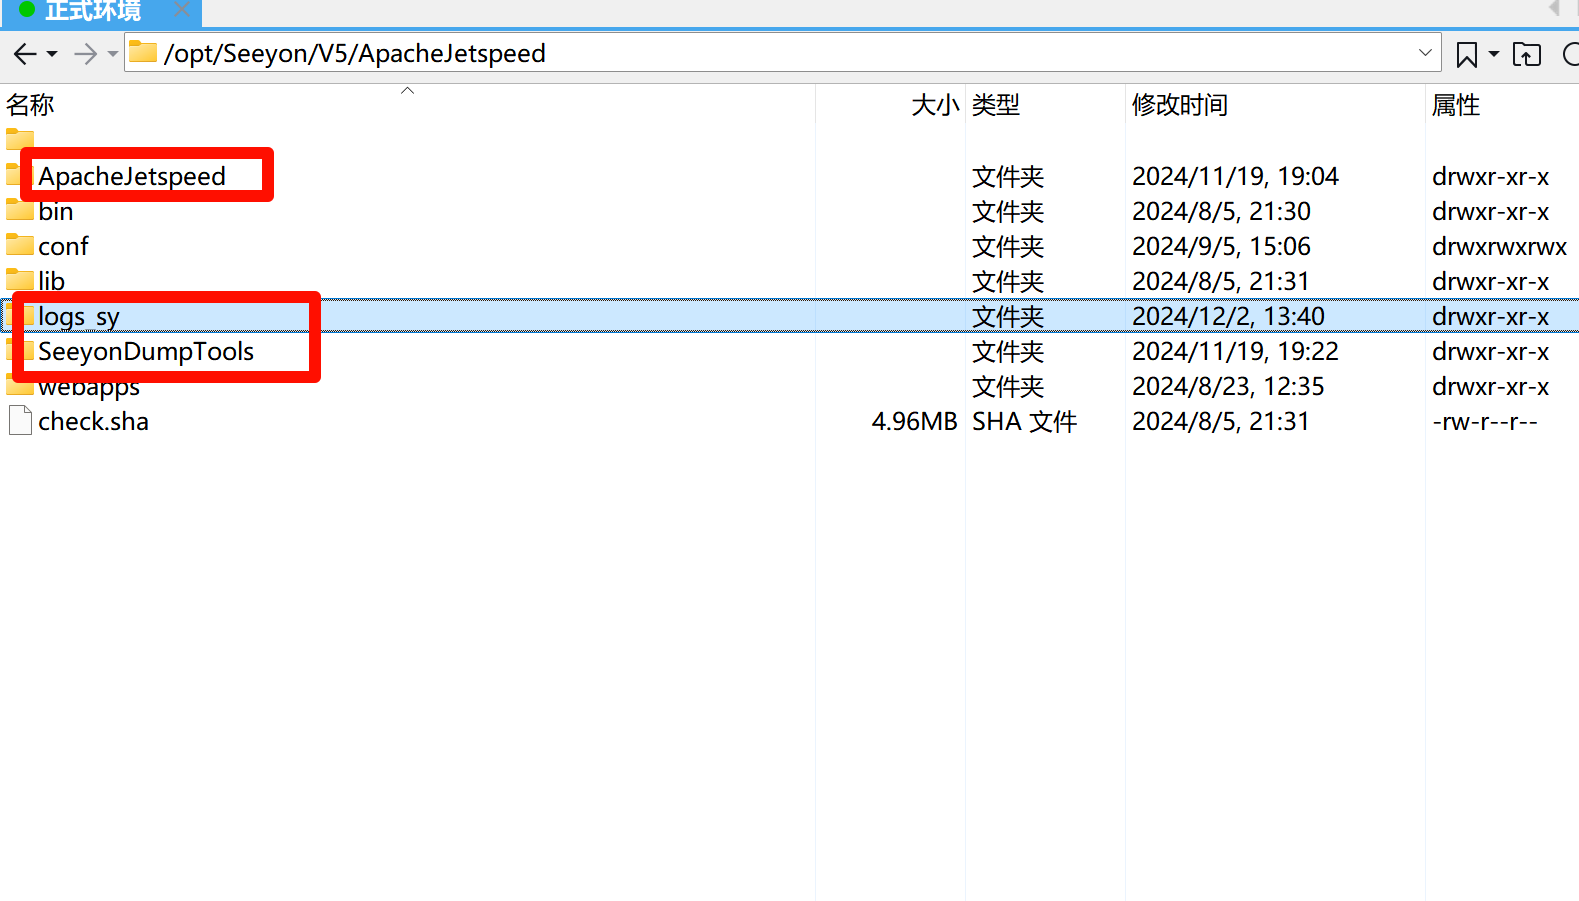 正式环境
/opt/Seeyon/V5/ApacheJetspeed
名称 大小 类型 修改时间 属性
ApacheJetspeed 文件夹 2024/11/19, 19:04 drwxr-xr-x
bin 文件夹 2024/8/5, 21:30 drwxr-xr-x
conf 文件夹 2024/9/5, 15:06 drwxrwxrwx
lib 文件夹 2024/8/5, 21:31 drwxr-xr-x
logs_sy 文件夹 2024/12/2, 13:40 drwxr-xr-x
SeeyonDumpTools 文件夹 2024/11/19, 19:22 drwxr-xr-x
webapps 文件夹 2024/8/23, 12:35 drwxr-xr-x
check.sha 4.96MB SHA 文件 2024/8/5, 21:31 -rw-r--r--